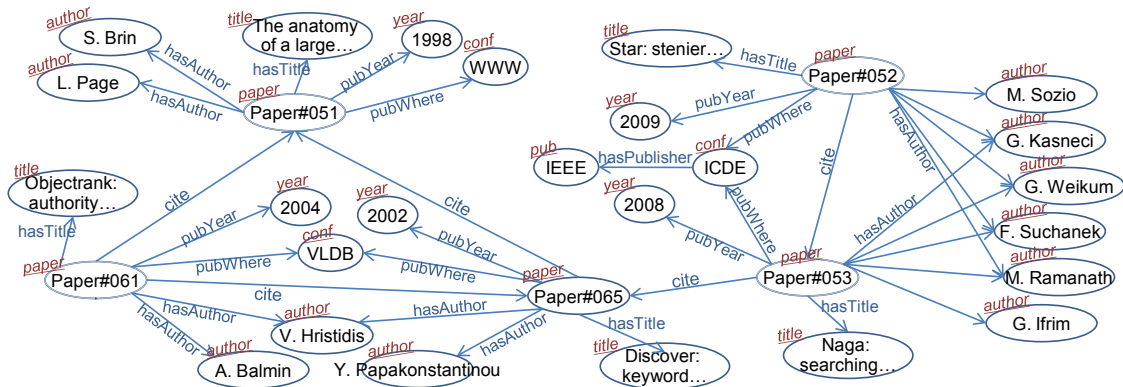 author
S. Brin
title
The anatomy
of a large…
year
1998
conf
WWW
author
L. Page
hasAuthor
hasTitle
pubYear
hasAuthor
pubWhere
paper
Paper#051
title
Star: stenier…
hasTitle
paper
Paper#052
author
M. Sozio
pubYear
year
2009
pubWhere
hasAuthor
author
G. Kasneci
pub
IEEE
hasPublisher
conf
ICDE
cite
author
G. Weikum
title
Objectrank:
authority…
cite
year
2004
year
2002
cite
year
2008
pubWhere
hasAuthor
author
F. Suchanek
hasTitle
pubYear
conf
VLDB
pubYear
pubYear
paper
Paper#061
pubWhere
pubWhere
paper
Paper#065
cite
paper
Paper#053
author
M. Ramanath
cite
hasAuthor
author
V. Hristidis
hasAuthor
hasAuthor
hasAuthor
hasTitle
hasTitle
author
G. Ifrim
author
A. Balmin
author
Y. Papakonstantinou
title
Discover:
keyword…
title
Naga:
searching…